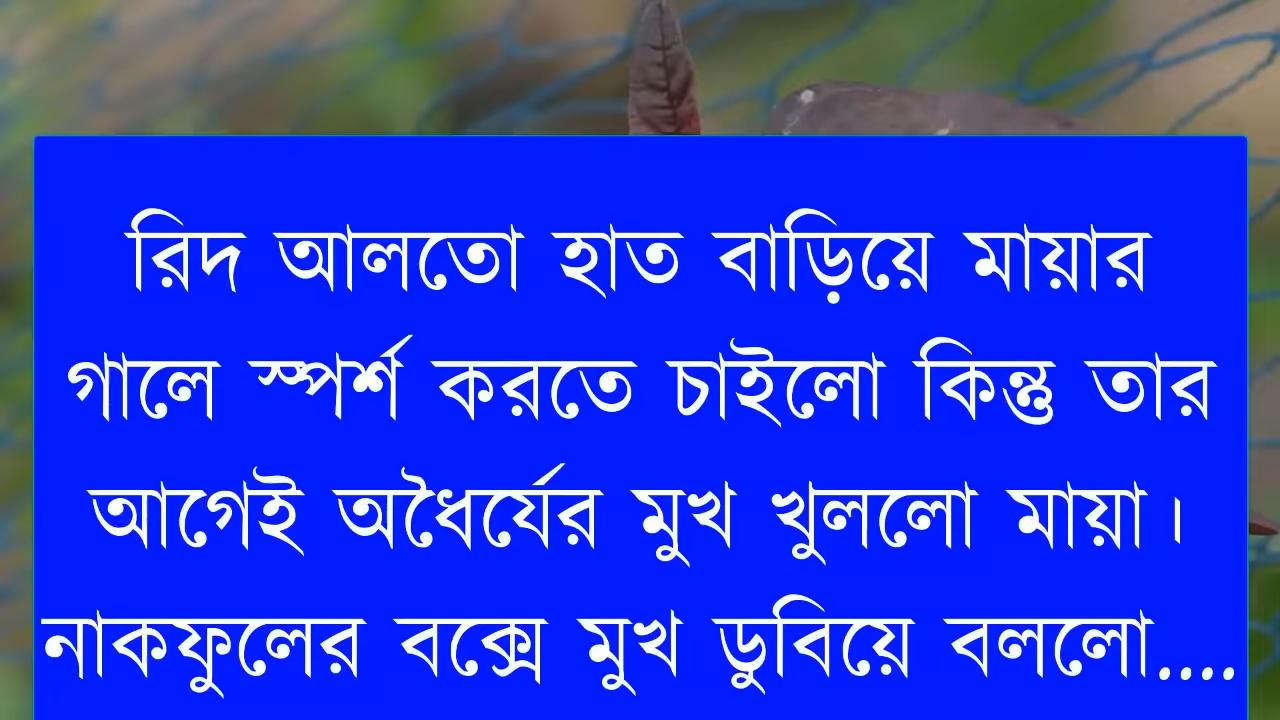 রিদ আলতো হাত বাড়িয়ে মায়ার
গালে স্পর্শ করতে চাইলো কিন্তু তার
আগেই অধৈর্যের মুখ খুললো মায়া।
নাকফুলের বক্সে মুখ ডুবিয়ে বললো....